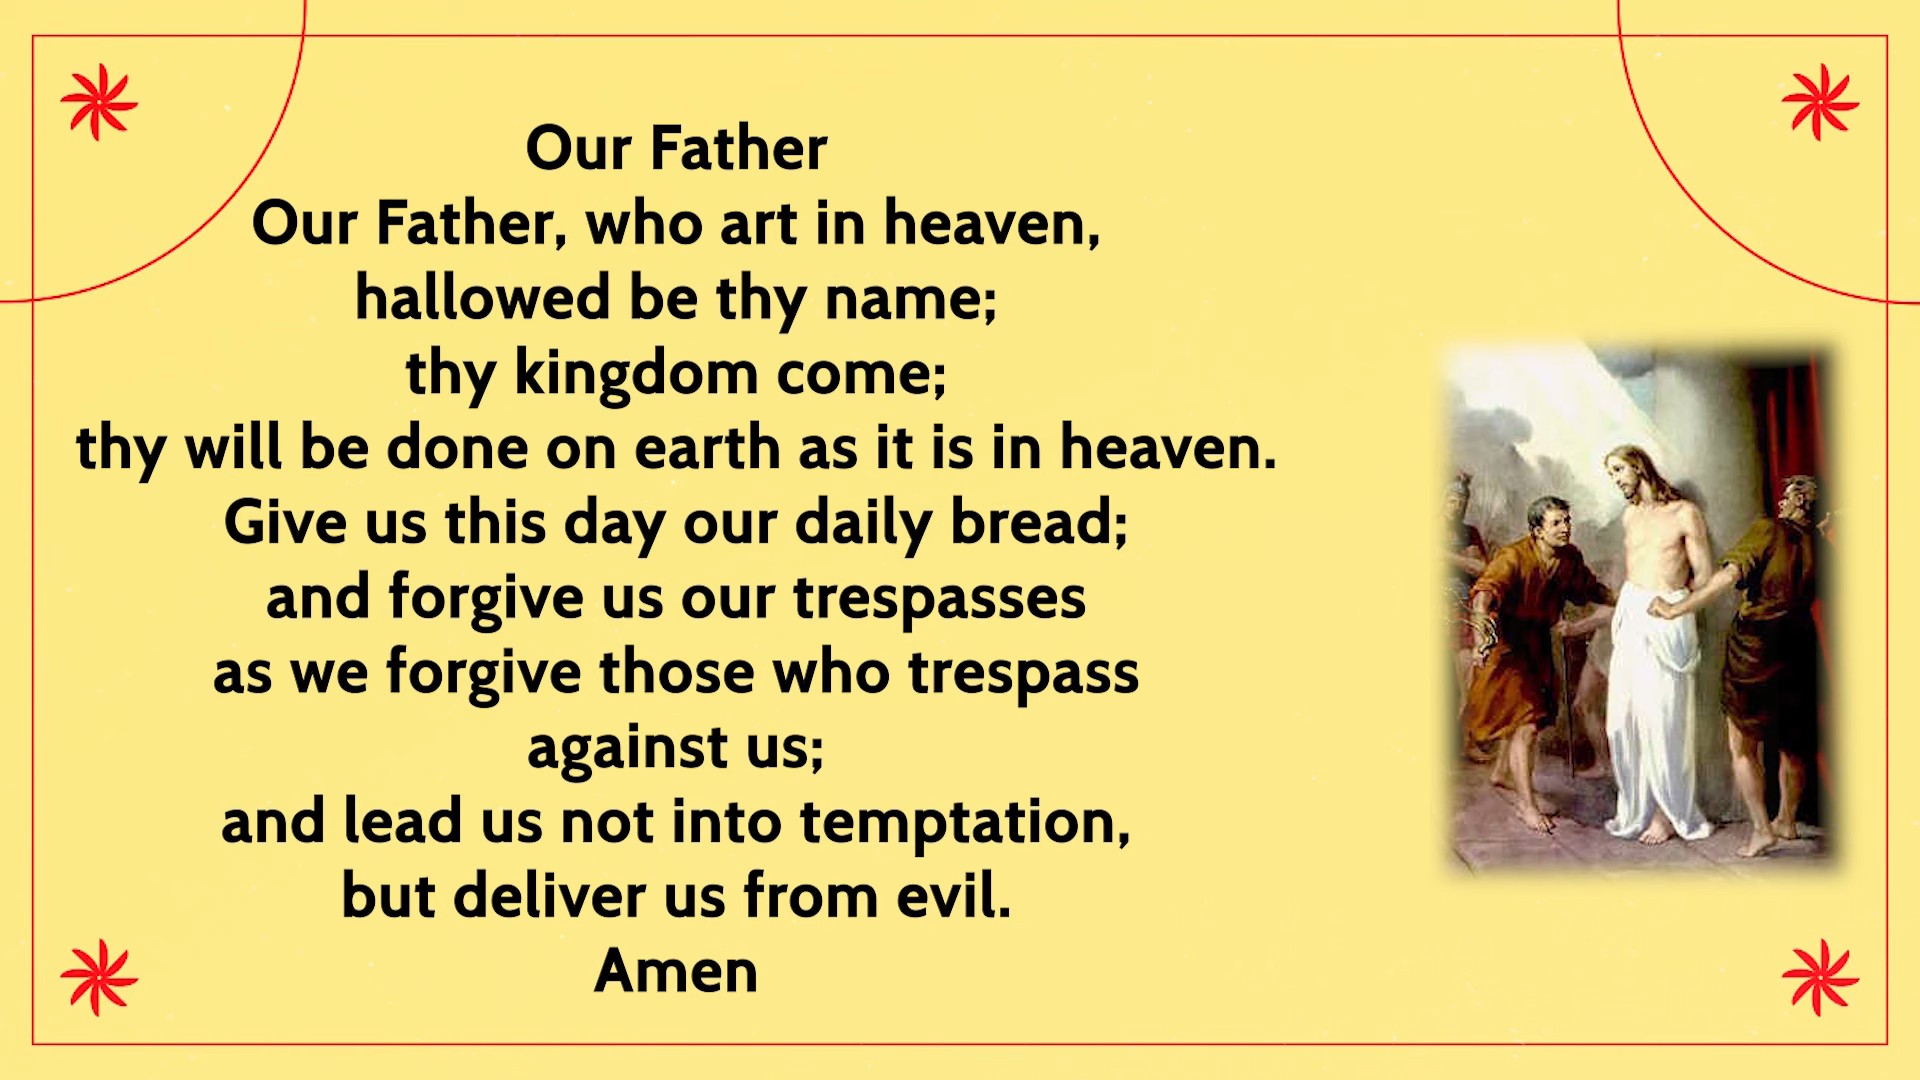 Our Father
Our Father, who art in heaven,
hallowed be thy name;
thy kingdom come;
thy will be done on earth as it is in heaven.
Give us this day our daily bread;
and forgive us our trespasses
as we forgive those who trespass
against us;
and lead us not into temptation,
but deliver us from evil.
Amen